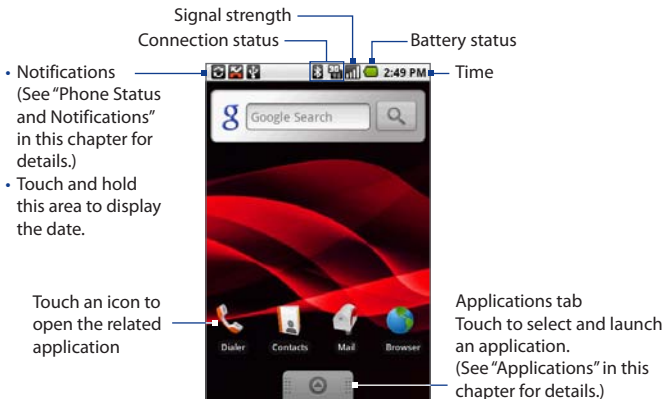 Signal strength
Connection status
Battery status
• Notifications
(See “Phone Status
and Notifications”
in this chapter for
details.)
• Touch and hold
this area to display
the date.
2:49 PM
Time
g
Google Search
Touch an icon to
open the related
application
Dialer
Contacts
Mail
Browser
Applications tab
Touch to select and launch
an application.
(See “Applications” in this
chapter for details.)